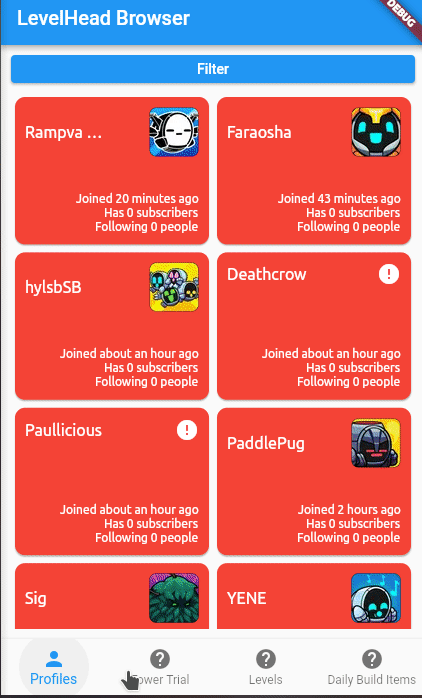 LevelHead Browser
DEBUG
Filter
Rampva ...
Joined 20 minutes ago
Has 0 subscribers
Following 0 people
Faraosha
Joined 43 minutes ago
Has 0 subscribers
Following 0 people
hylsbSB
Joined about an hour ago
Has 0 subscribers
Following 0 people
Deathcrow
!
Joined about an hour ago
Has 0 subscribers
Following 0 people
Paullicious
!
Joined about an hour ago
Has 0 subscribers
Following 0 people
PaddlePug
Joined 2 hours ago
Has 0 subscribers
Following 0 people
Sig
YENE
Profiles
? ? ?
Trial
Levels
Daily Build Items